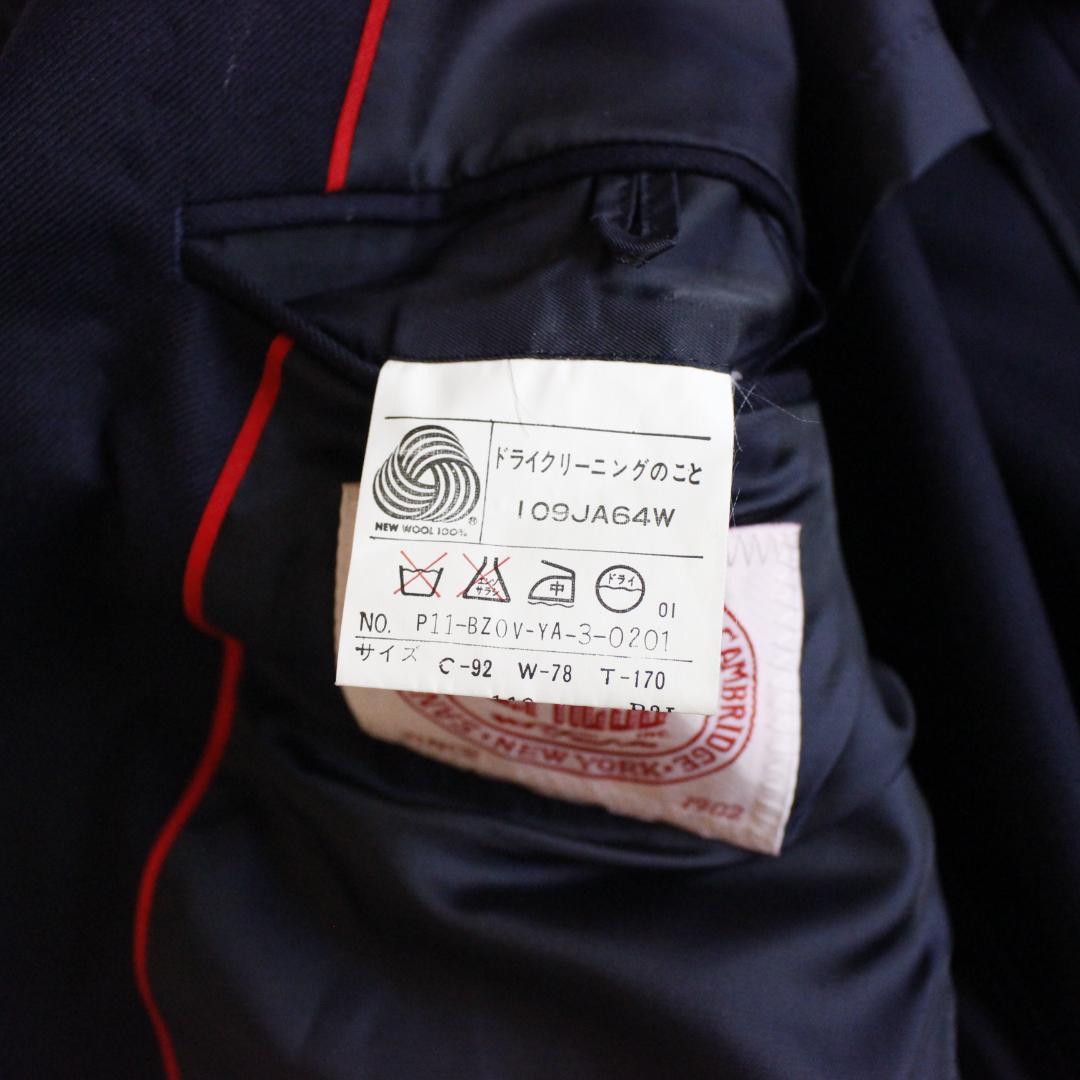 ドライクリーニングのこと
109JA64W
NEW WOOL 100%
エンソ
サラシ
中
ドライ
01
NO. P11-BZ0V-YA-3-0201
サイズ C-92 W-78 T-170
CAMBRIDGE
NEW YORK
1902